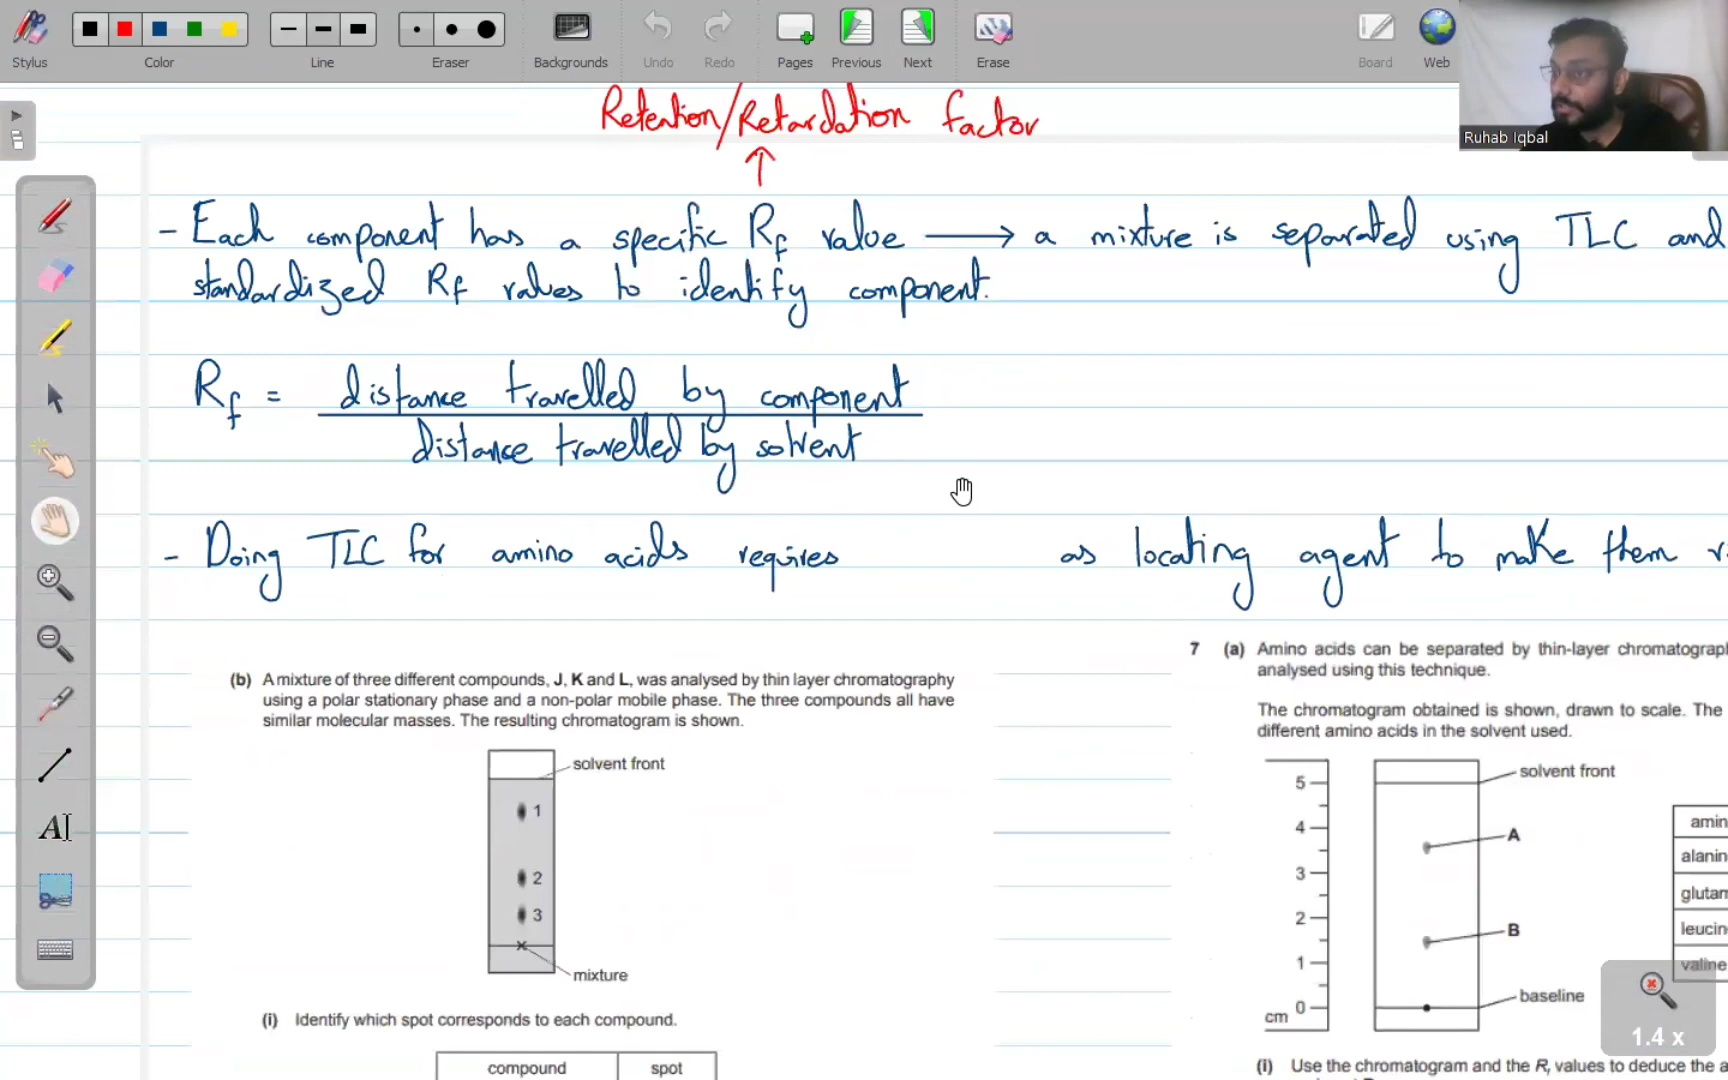 Stylus
Color
Line
Eraser
Backgrounds
Undo
Redo
Pages
Previous
Next
Erase
Board
Web
Ruhab Iqbal
Retention/Retardation factor
- Each component has a specific Rf value → a mixture is separated using TLC and
standardized Rf values to identify component.
Rf = distance travelled by component
distance travelled by solvent
- Doing TLC for amino acids requires as locating agent to make them
(b) A mixture of three different compounds, J, K and L, was analysed by thin layer chromatography
using a polar stationary phase and a non-polar mobile phase. The three compounds all have
similar molecular masses. The resulting chromatogram is shown.
solvent front
1
2
3
mixture
(i) Identify which spot corresponds to each compound.
compound spot
7 (a) Amino acids can be separated by thin-layer chromatograp
analysed using this technique.
The chromatogram obtained is shown, drawn to scale. The
different amino acids in the solvent used.
solvent front
5
4
3
2
1
0
cm
A
B
baseline
amin
alanin
glutam
leucin
valine
(i) Use the chromatogram and the Rf values to deduce the a
AI
1.4 x